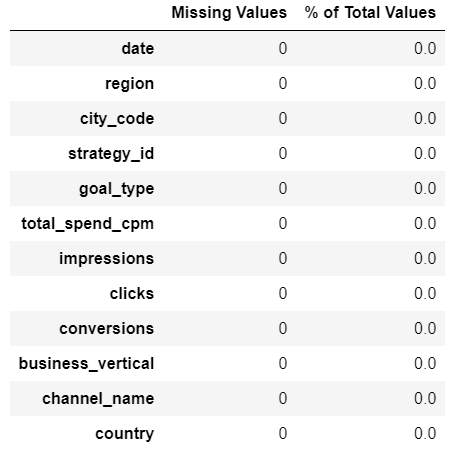 Missing Values % of Total Values
date 0 0.0
region 0 0.0
city_code 0 0.0
strategy_id 0 0.0
goal_type 0 0.0
total_spend_cpm 0 0.0
impressions 0 0.0
clicks 0 0.0
conversions 0 0.0
business_vertical 0 0.0
channel_name 0 0.0
country 0 0.0